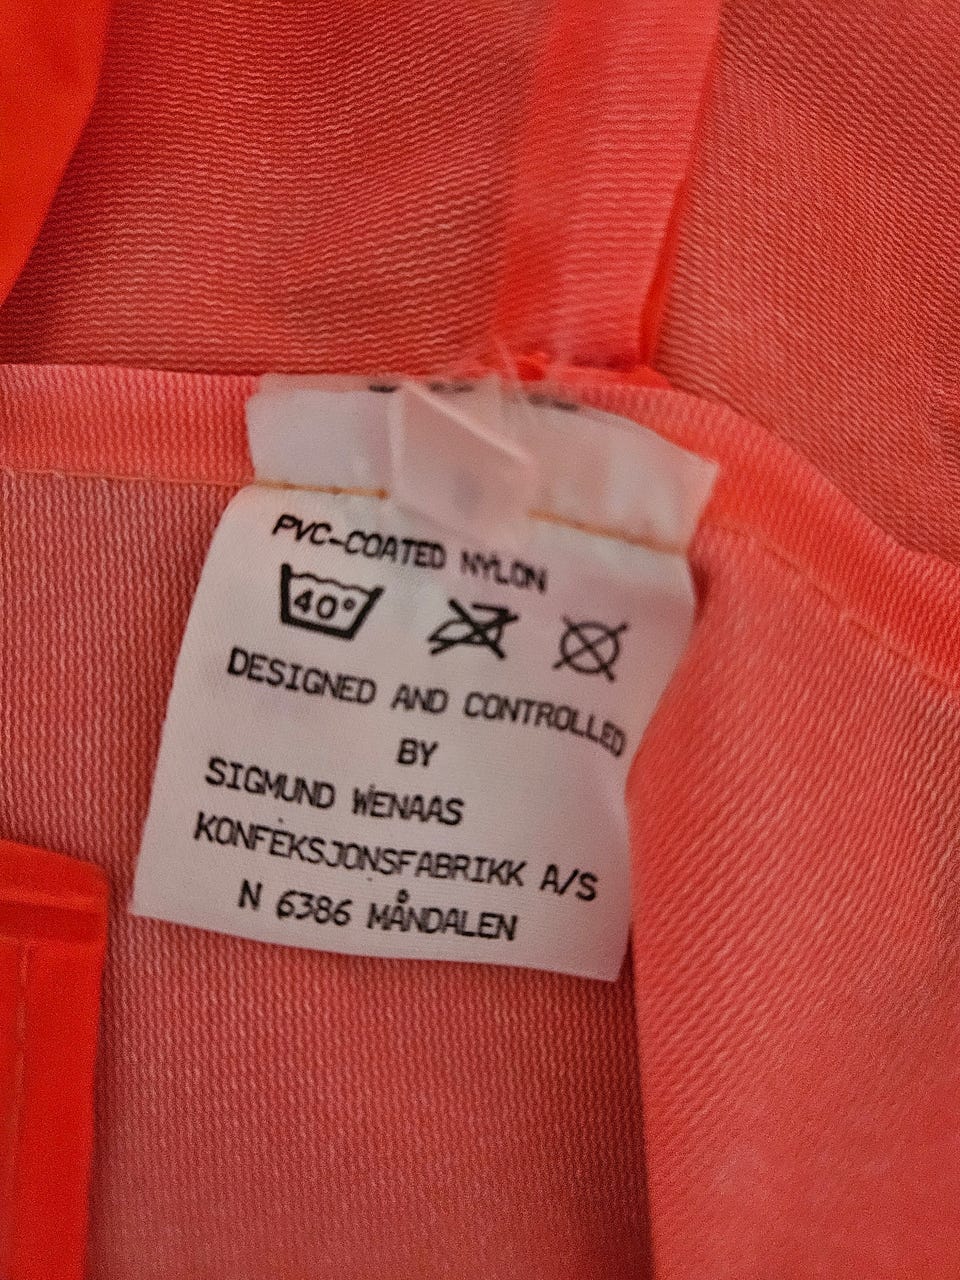 PVC-COATED NYLON
40°
DESIGNED AND CONTROLLED
BY
SIGMUND WENAAS
KONFEKSJONSFABRIKK A/S
N 6386 MÅNDALEN